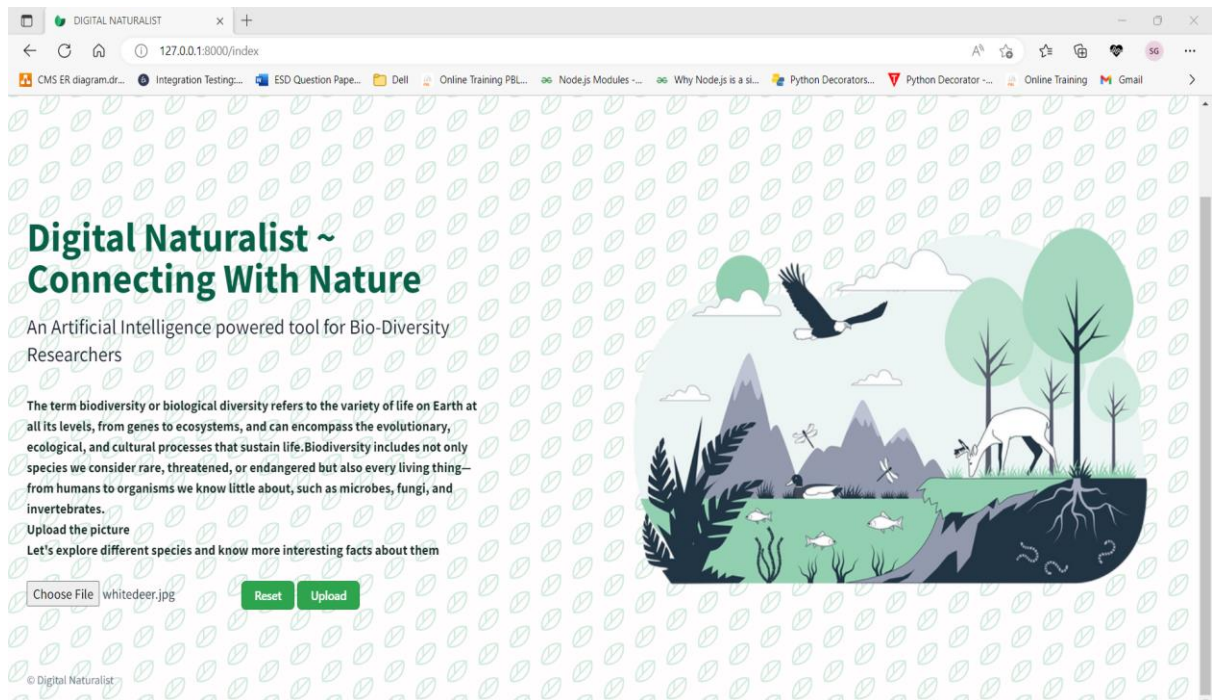 DIGITAL NATURALIST
127.0.0.1:8000/index
SG
CMS ER diagram.dr... Integration Testing:... ESD Question Pape... Dell Online Training PBL... Node.js Modules -... Why Node.js is a si... Python Decorators... Python Decorator -... Online Training Gmail
Digital Naturalist ~
Connecting With Nature
An Artificial Intelligence powered tool for Bio-Diversity
Researchers
The term biodiversity or biological diversity refers to the variety of life on Earth at
all its levels, from genes to ecosystems, and can encompass the evolutionary,
ecological, and cultural processes that sustain life.Biodiversity includes not only
species we consider rare, threatened, or endangered but also every living thing—
from humans to organisms we know little about, such as microbes, fungi, and
invertebrates.
Upload the picture
Let's explore different species and know more interesting facts about them
Choose File whitedeer.jpg Reset Upload
© Digital Naturalist